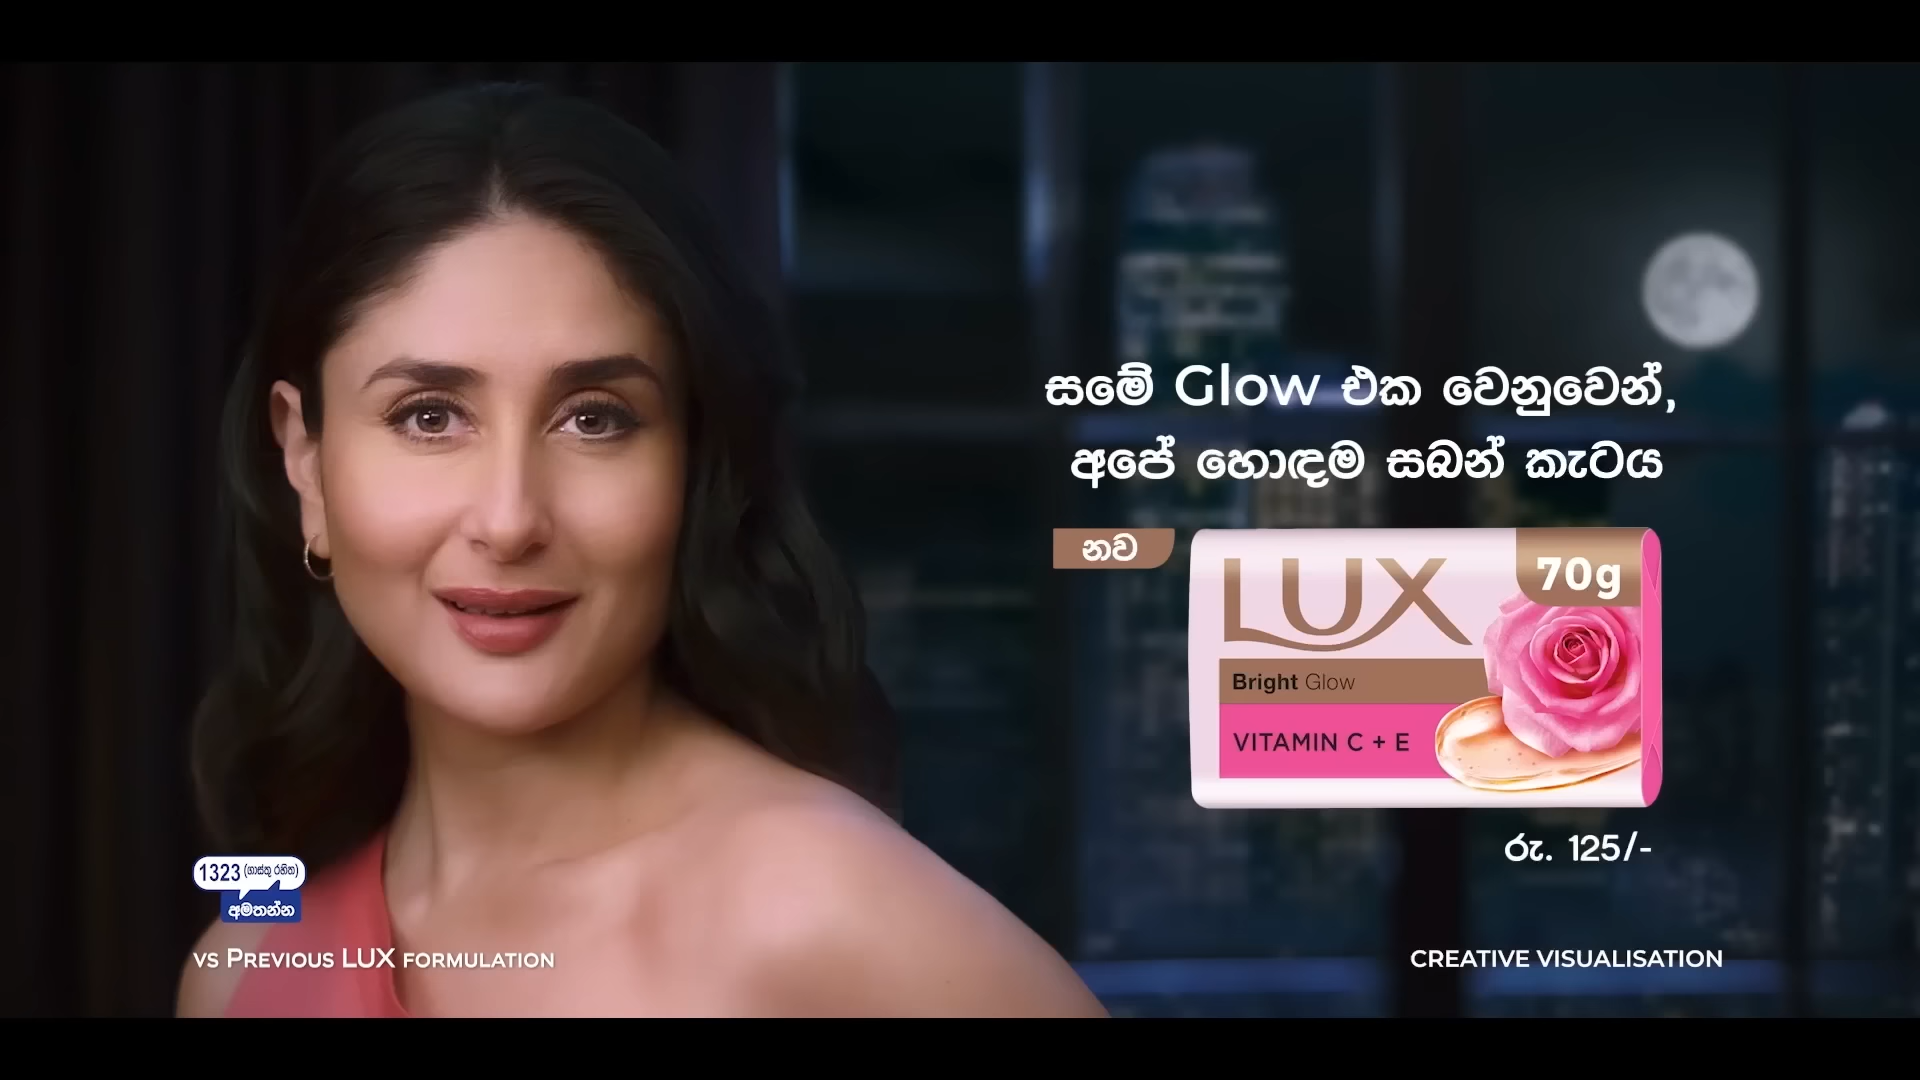 සමේ Glow එක වෙනුවෙන්,
අපේ හොඳම සබන් කැටය
නව
LUX
70g
Bright Glow
VITAMIN C + E
රු. 125/-
1323 (ගාස්තු රහිත)
අමතන්න
VS PREVIOUS LUX FORMULATION
CREATIVE VISUALISATION